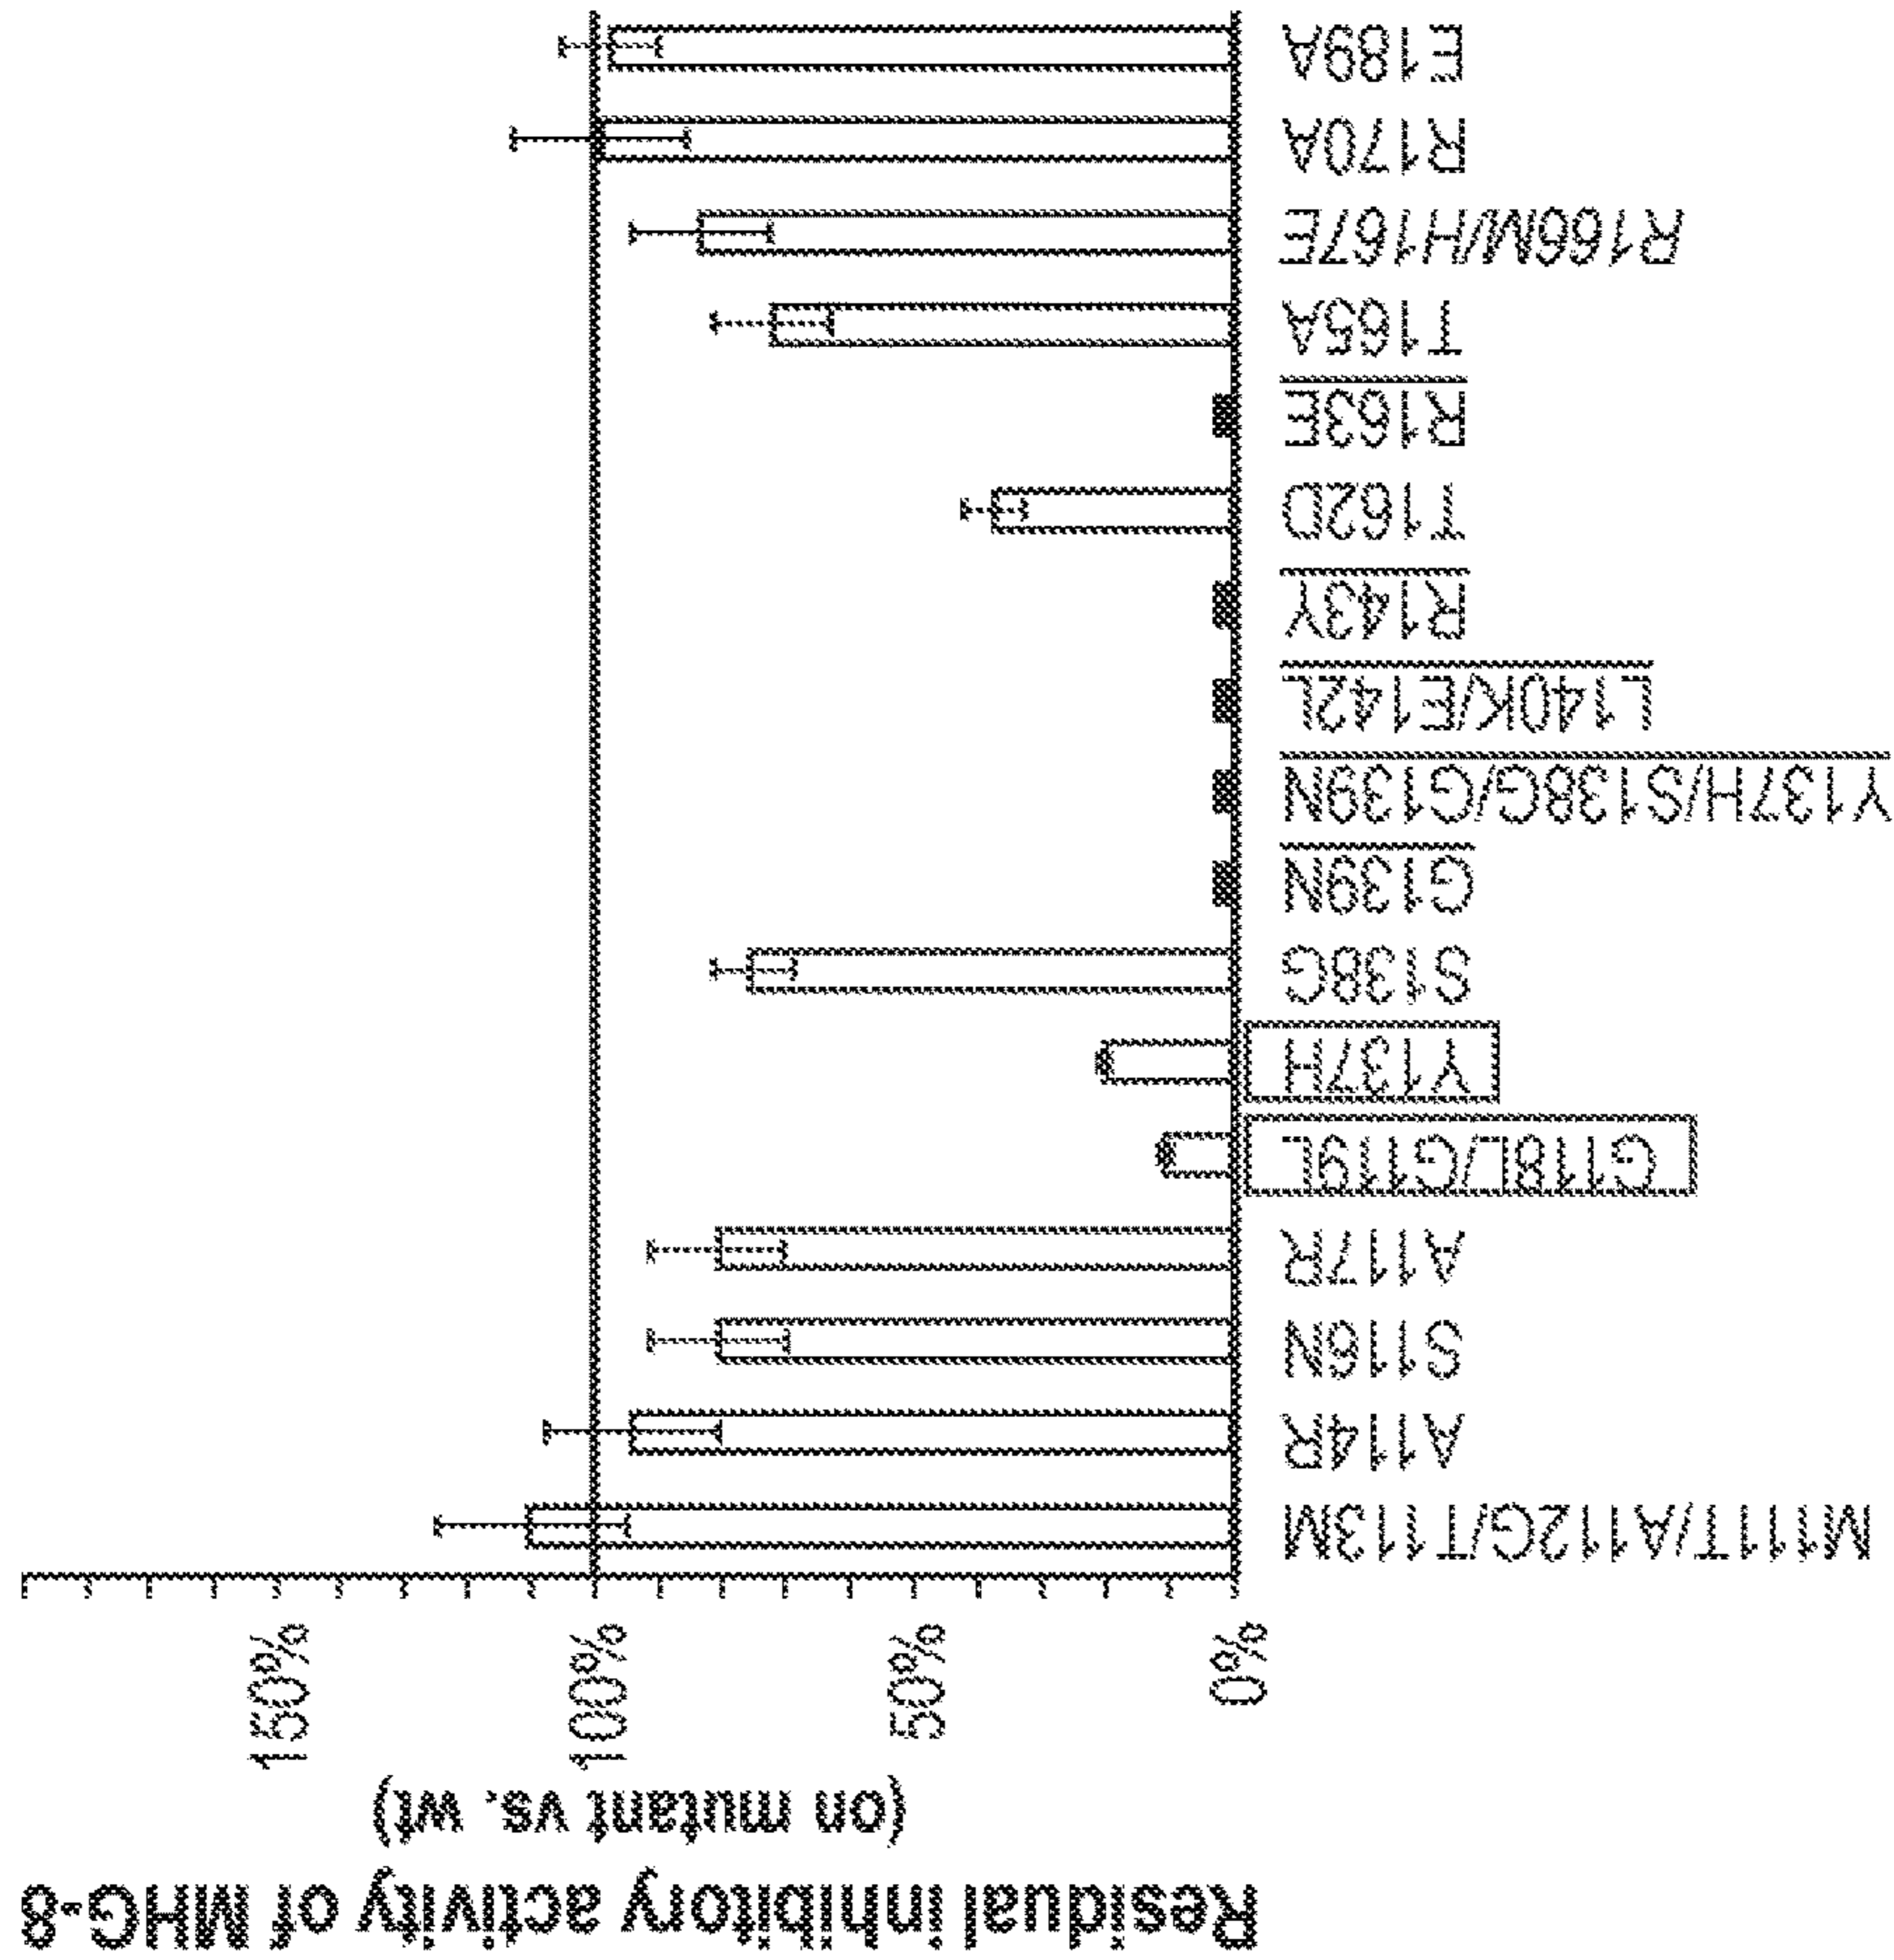 Residual inhibitory activity of MHG-8
(on mutant vs. wt)
150%
100%
50%
0%
M111T/A112G/T113M
A114R
S116N
A117R
G118L/G119L
Y137H
S138G
G139N
Y137H/S138G/G139N
L140K/E142L
R143Y
T162D
R163E
T165A
R166M/H167E
R170A
E189A